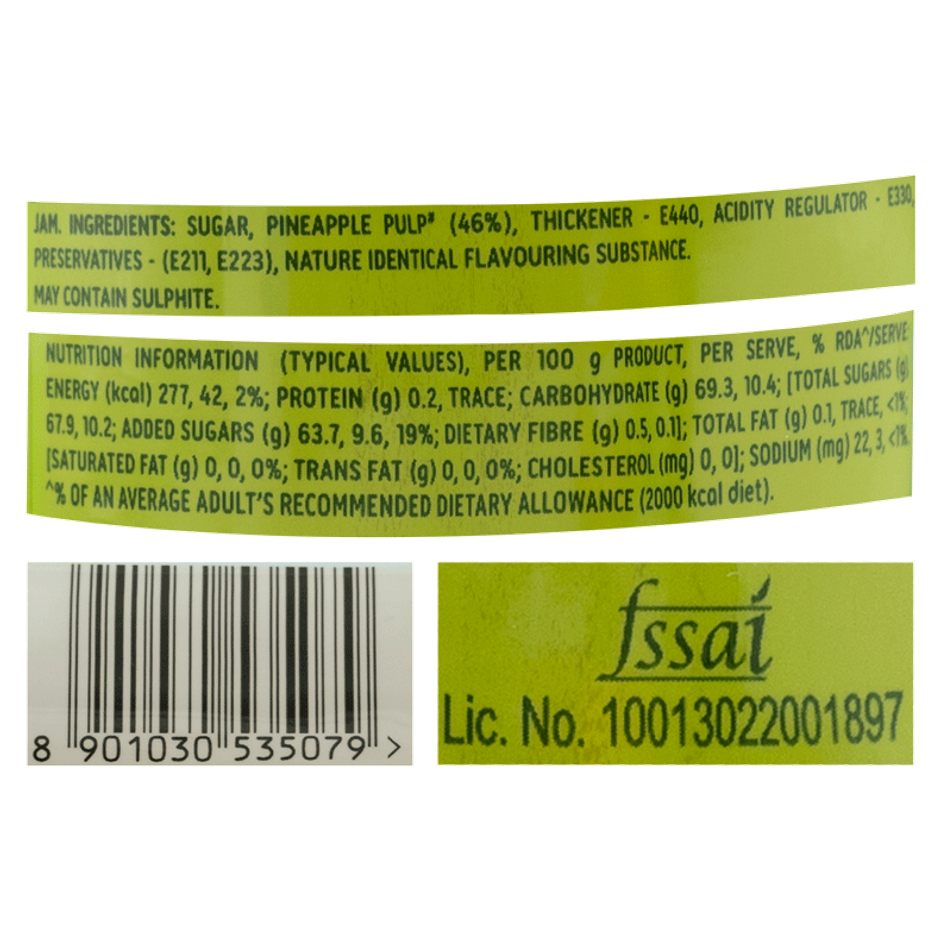 JAM. INGREDIENTS: SUGAR, PINEAPPLE PULP# (46%), THICKENER - E440, ACIDITY REGULATOR - E330,
PRESERVATIVES - (E211, E223), NATURE IDENTICAL FLAVOURING SUBSTANCE.
MAY CONTAIN SULPHITE.
NUTRITION INFORMATION (TYPICAL VALUES), PER 100 g PRODUCT, PER SERVE, % RDA^/SERVE:
ENERGY (kcal) 277, 42, 2%; PROTEIN (g) 0.2, TRACE; CARBOHYDRATE (g) 69.3, 10.4; [TOTAL SUGARS (g)
67.9, 10.2; ADDED SUGARS (g) 63.7, 9.6, 19%; DIETARY FIBRE (g) 0.5, 0.1]; TOTAL FAT (g) 0.1, TRACE, <1%;
[SATURATED FAT (g) 0, 0, 0%; TRANS FAT (g) 0, 0, 0%; CHOLESTEROL (mg) 0, 0]; SODIUM (mg) 22, 3, <1%.
^% OF AN AVERAGE ADULT'S RECOMMENDED DIETARY ALLOWANCE (2000 kcal diet).
8 901030 535079 >
fssai
Lic. No. 10013022001897